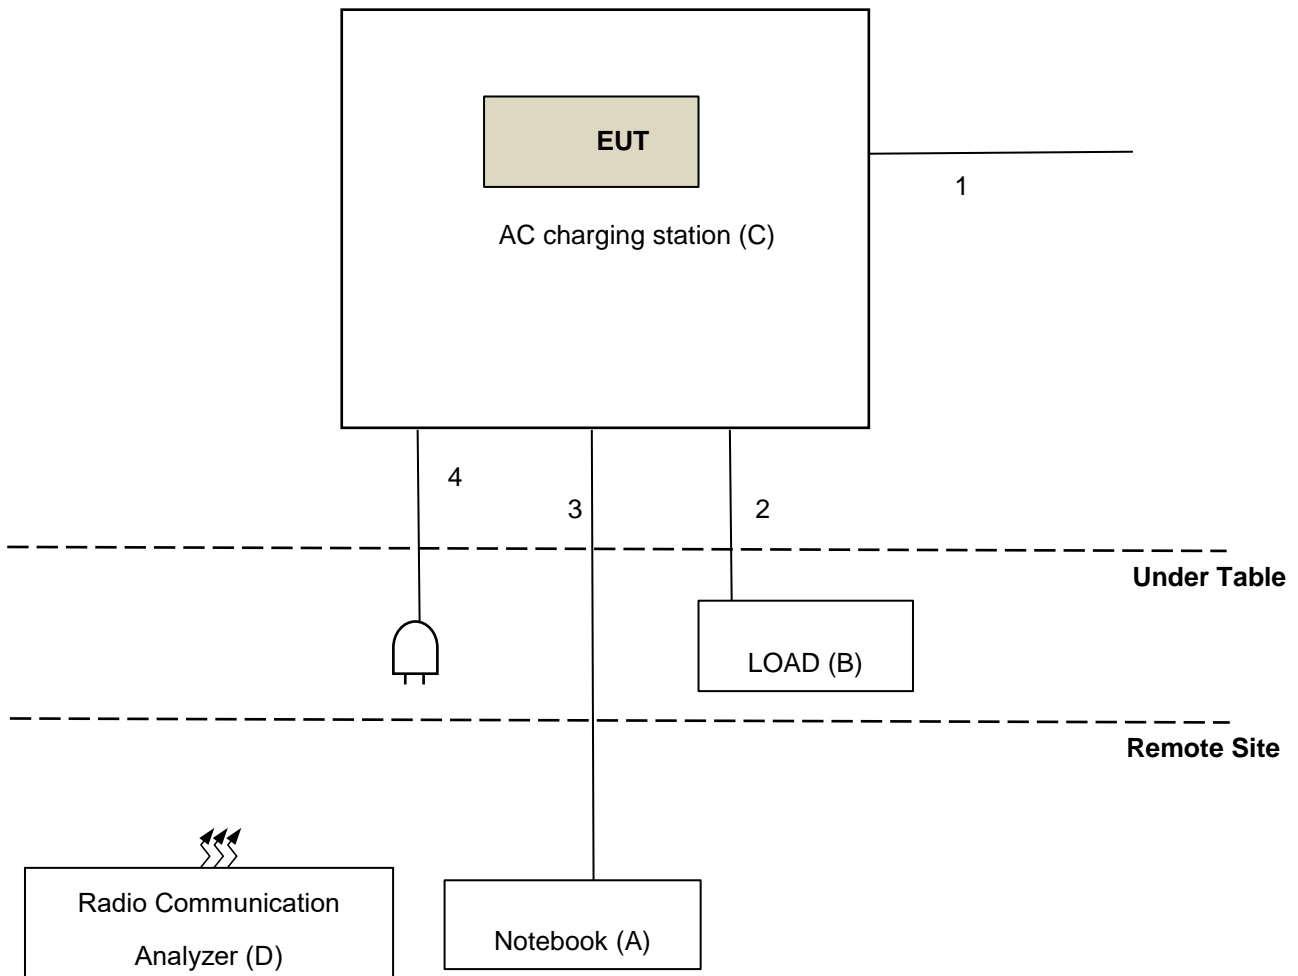 EUT
1
AC charging station (C)
4
3
2
Under Table
LOAD (B)
Remote Site
Radio Communication
Analyzer (D)
Notebook (A)